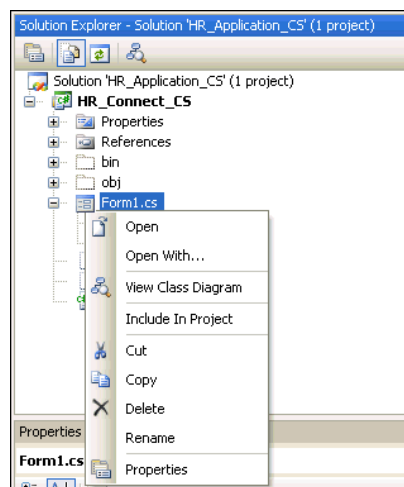 Solution Explorer - Solution 'HR_Application_CS' (1 project)
Solution 'HR_Application_CS' (1 project)
HR_Connect_CS
Properties
References
bin
obj
Form1.cs
Open
Open With...
View Class Diagram
Include In Project
Cut
Copy
Delete
Rename
Properties
Properties
Form1.cs